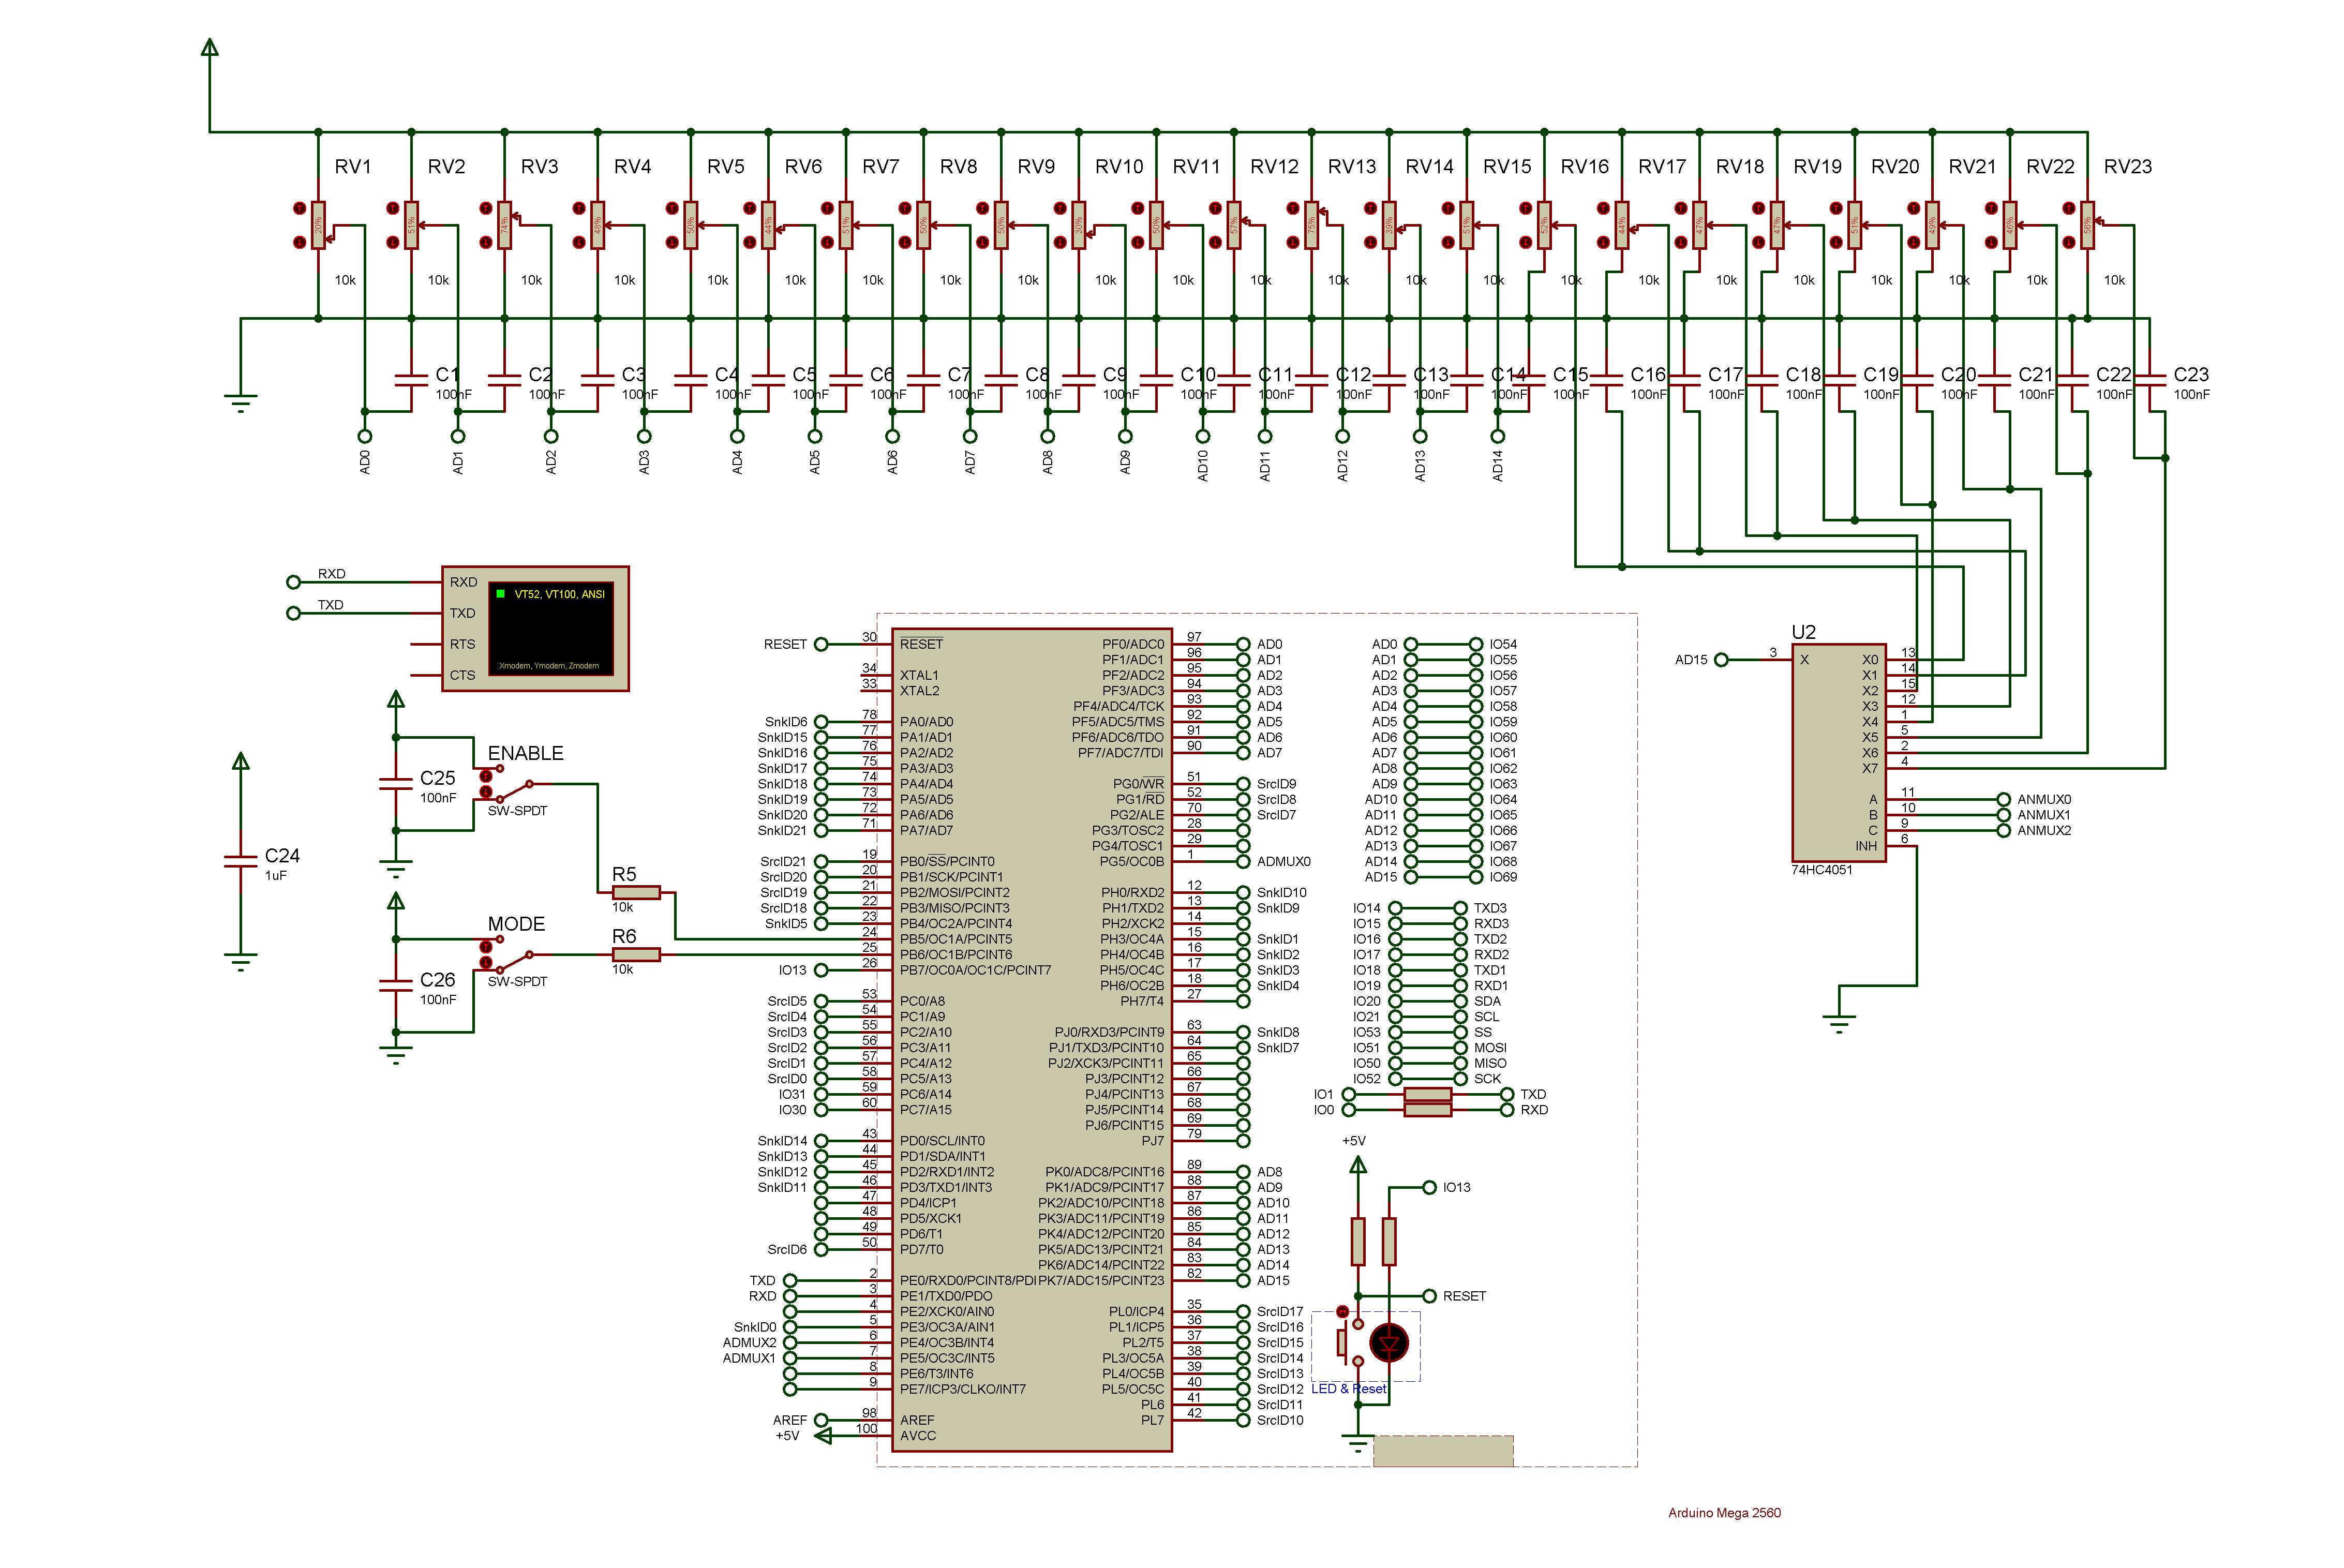 RV1 RV2 RV3 RV4 RV5 RV6 RV7 RV8 RV9 RV10 RV11 RV12 RV13 RV14 RV15 RV16 RV17 RV18 RV19 RV20 RV21 RV22 RV23
20% 51% 74% 48% 50% 44% 51% 50% 50% 30% 50% 57% 75% 39% 51% 52% 44% 47% 47% 51% 49% 46% 56%
10k 10k 10k 10k 10k 10k 10k 10k 10k 10k 10k 10k 10k 10k 10k 10k 10k 10k 10k 10k 10k 10k 10k
C1 C2 C3 C4 C5 C6 C7 C8 C9 C10 C11 C12 C13 C14 C15 C16 C17 C18 C19 C20 C21 C22 C23
100nF 100nF 100nF 100nF 100nF 100nF 100nF 100nF 100nF 100nF 100nF 100nF 100nF 100nF 100nF 100nF 100nF 100nF 100nF 100nF 100nF 100nF 100nF
AD0 AD1 AD2 AD3 AD4 AD5 AD6 AD7 AD8 AD9 AD10 AD11 AD12 AD13 AD14
RXD RXD
TXD TXD
RTS
CTS
VT52, VT100, ANSI
Xmodem, Ymodem, Zmodem
ENABLE
SW-SPDT
C25
100nF
C24
1uF
R5
10k
MODE
SW-SPDT
C26
100nF
R6
10k
RESET 30 RESET
34 XTAL1
33 XTAL2
SnkID6 78 PA0/AD0
SnkID15 77 PA1/AD1
SnkID16 76 PA2/AD2
SnkID17 75 PA3/AD3
SnkID18 74 PA4/AD4
SnkID19 73 PA5/AD5
SnkID20 72 PA6/AD6
SnkID21 71 PA7/AD7
SrcID21 19 PB0/SS/PCINT0
SrcID20 20 PB1/SCK/PCINT1
SrcID19 21 PB2/MOSI/PCINT2
SrcID18 22 PB3/MISO/PCINT3
SnkID5 23 PB4/OC2A/PCINT4
24 PB5/OC1A/PCINT5
25 PB6/OC1B/PCINT6
IO13 26 PB7/OC0A/OC1C/PCINT7
SrcID5 53 PC0/A8
SrcID4 54 PC1/A9
SrcID3 55 PC2/A10
SrcID2 56 PC3/A11
SrcID1 57 PC4/A12
SrcID0 58 PC5/A13
IO31 59 PC6/A14
IO30 60 PC7/A15
SnkID14 43 PD0/SCL/INT0
SnkID13 44 PD1/SDA/INT1
SnkID12 45 PD2/RXD1/INT2
SnkID11 46 PD3/TXD1/INT3
47 PD4/ICP1
48 PD5/XCK1
49 PD6/T1
SrcID6 50 PD7/T0
TXD 2 PE0/RXD0/PCINT8/PDI
RXD 3 PE1/TXD0/PDO
4 PE2/XCK0/AIN0
SnkID0 5 PE3/OC3A/AIN1
ADMUX2 6 PE4/OC3B/INT4
ADMUX1 7 PE5/OC3C/INT5
8 PE6/T3/INT6
9 PE7/ICP3/CLKO/INT7
AREF 98 AREF
+5V 100 AVCC
PF0/ADC0 97 AD0
PF1/ADC1 96 AD1
PF2/ADC2 95 AD2
PF3/ADC3 94 AD3
PF4/ADC4/TCK 93 AD4
PF5/ADC5/TMS 92 AD5
PF6/ADC6/TDO 91 AD6
PF7/ADC7/TDI 90 AD7
PG0/WR 51 SrcID9
PG1/RD 52 SrcID8
PG2/ALE 70 SrcID7
PG3/TOSC2 28
PG4/TOSC1 29
PG5/OC0B 1 ADMUX0
PH0/RXD2 12 SnkID10
PH1/TXD2 13 SnkID9
PH2/XCK2 14
PH3/OC4A 15 SnkID1
PH4/OC4B 16 SnkID2
PH5/OC4C 17 SnkID3
PH6/OC2B 18 SnkID4
PH7/T4 27
PJ0/RXD3/PCINT9 63 SnkID8
PJ1/TXD3/PCINT10 64 SnkID7
PJ2/XCK3/PCINT11 65
PJ3/PCINT12 66
PJ4/PCINT13 67
PJ5/PCINT14 68
PJ6/PCINT15 69
PJ7 79
PK0/ADC8/PCINT16 89 AD8
PK1/ADC9/PCINT17 88 AD9
PK2/ADC10/PCINT18 87 AD10
PK3/ADC11/PCINT19 86 AD11
PK4/ADC12/PCINT20 85 AD12
PK5/ADC13/PCINT21 84 AD13
PK6/ADC14/PCINT22 83 AD14
PK7/ADC15/PCINT23 82 AD15
PL0/ICP4 35 SrcID17
PL1/ICP5 36 SrcID16
PL2/T5 37 SrcID15
PL3/OC5A 38 SrcID14
PL4/OC5B 39 SrcID13
PL5/OC5C 40 SrcID12
PL6 41 SrcID11
PL7 42 SrcID10
AD0 IO54
AD1 IO55
AD2 IO56
AD3 IO57
AD4 IO58
AD5 IO59
AD6 IO60
AD7 IO61
AD8 IO62
AD9 IO63
AD10 IO64
AD11 IO65
AD12 IO66
AD13 IO67
AD14 IO68
AD15 IO69
IO14 TXD3
IO15 RXD3
IO16 TXD2
IO17 RXD2
IO18 TXD1
IO19 RXD1
IO20 SDA
IO21 SCL
IO53 SS
IO51 MOSI
IO50 MISO
IO52 SCK
IO1 TXD
IO0 RXD
+5V
IO13
RESET
LED & Reset
U2
AD15 3 X
X0 13
X1 14
X2 15
X3 12
X4 1
X5 5
X6 2
X7 4
A 11 ANMUX0
B 10 ANMUX1
C 9 ANMUX2
INH 6
74HC4051
Arduino Mega 2560